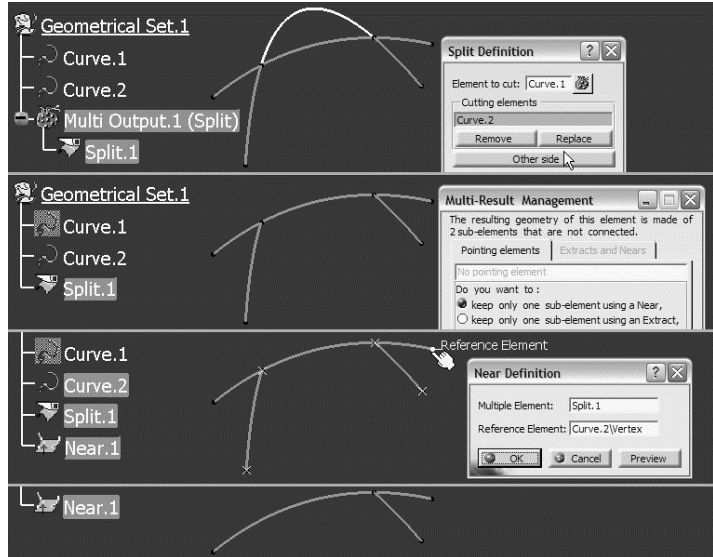 Geometrical Set.1
Curve.1
Curve.2
Multi Output.1 (Split)
Split.1
Split Definition
Element to cut: Curve.1
Cutting elements
Curve.2
Remove Replace
Other side
Geometrical Set.1
Curve.1
Curve.2
Split.1
Multi-Result Management
The resulting geometry of this element is made of
2 sub-elements that are not connected.
Pointing elements Extracts and Nears
No pointing element
Do you want to :
keep only one sub-element using a Near,
keep only one sub-element using an Extract,
Curve.1
Curve.2
Split.1
Near.1
Reference Element
Near Definition
Multiple Element: Split.1
Reference Element: Curve.2\Vertex
OK Cancel Preview
Near.1